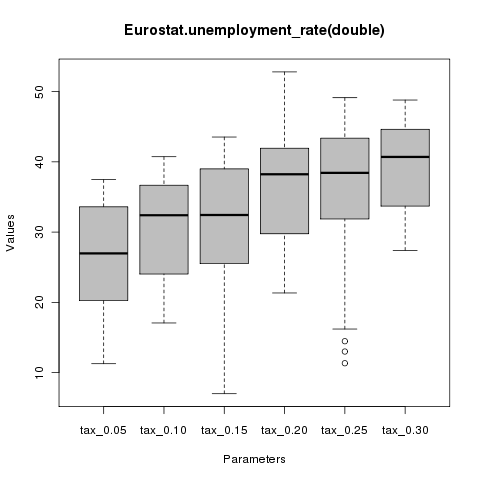 Eurostat.unemployment_rate(double)
Values
50
40
30
20
10
tax_0.05 tax_0.10 tax_0.15 tax_0.20 tax_0.25 tax_0.30
Parameters